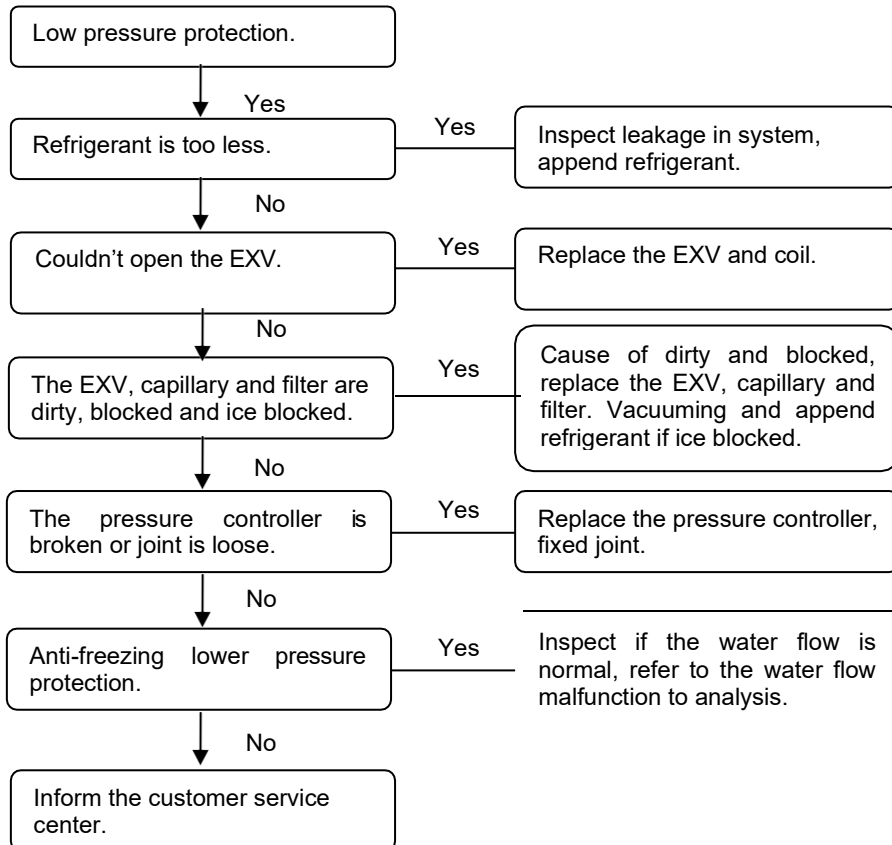 Low pressure protection.
Yes
Refrigerant is too less.
Yes
Inspect leakage in system,
append refrigerant.
No
Couldn’t open the EXV.
Yes
Replace the EXV and coil.
No
The EXV, capillary and filter are
dirty, blocked and ice blocked.
Yes
Cause of dirty and blocked,
replace the EXV, capillary and
filter. Vacuuming and append
refrigerant if ice blocked.
No
The pressure controller is
broken or joint is loose.
Yes
Replace the pressure controller,
fixed joint.
No
Anti-freezing lower pressure
protection.
Yes
Inspect if the water flow is
normal, refer to the water flow
malfunction to analysis.
No
Inform the customer service
center.